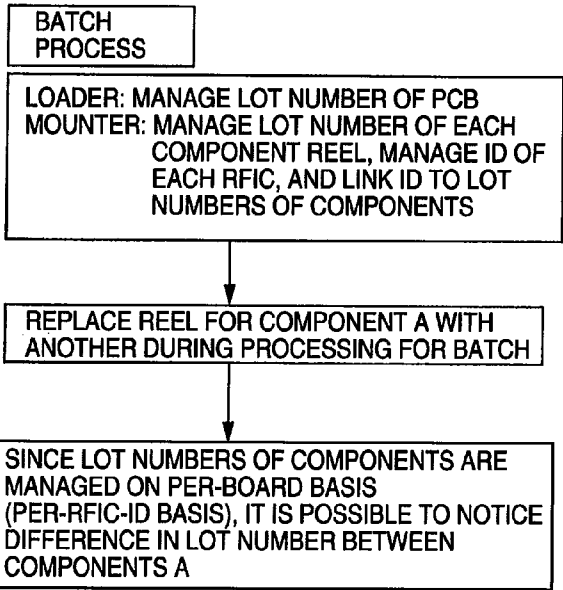 BATCH
PROCESS
LOADER: MANAGE LOT NUMBER OF PCB
MOUNTER: MANAGE LOT NUMBER OF EACH
COMPONENT REEL, MANAGE ID OF
EACH RFIC, AND LINK ID TO LOT
NUMBERS OF COMPONENTS
REPLACE REEL FOR COMPONENT A WITH
ANOTHER DURING PROCESSING FOR BATCH
SINCE LOT NUMBERS OF COMPONENTS ARE
MANAGED ON PER-BOARD BASIS
(PER-RFIC-ID BASIS), IT IS POSSIBLE TO NOTICE
DIFFERENCE IN LOT NUMBER BETWEEN
COMPONENTS A